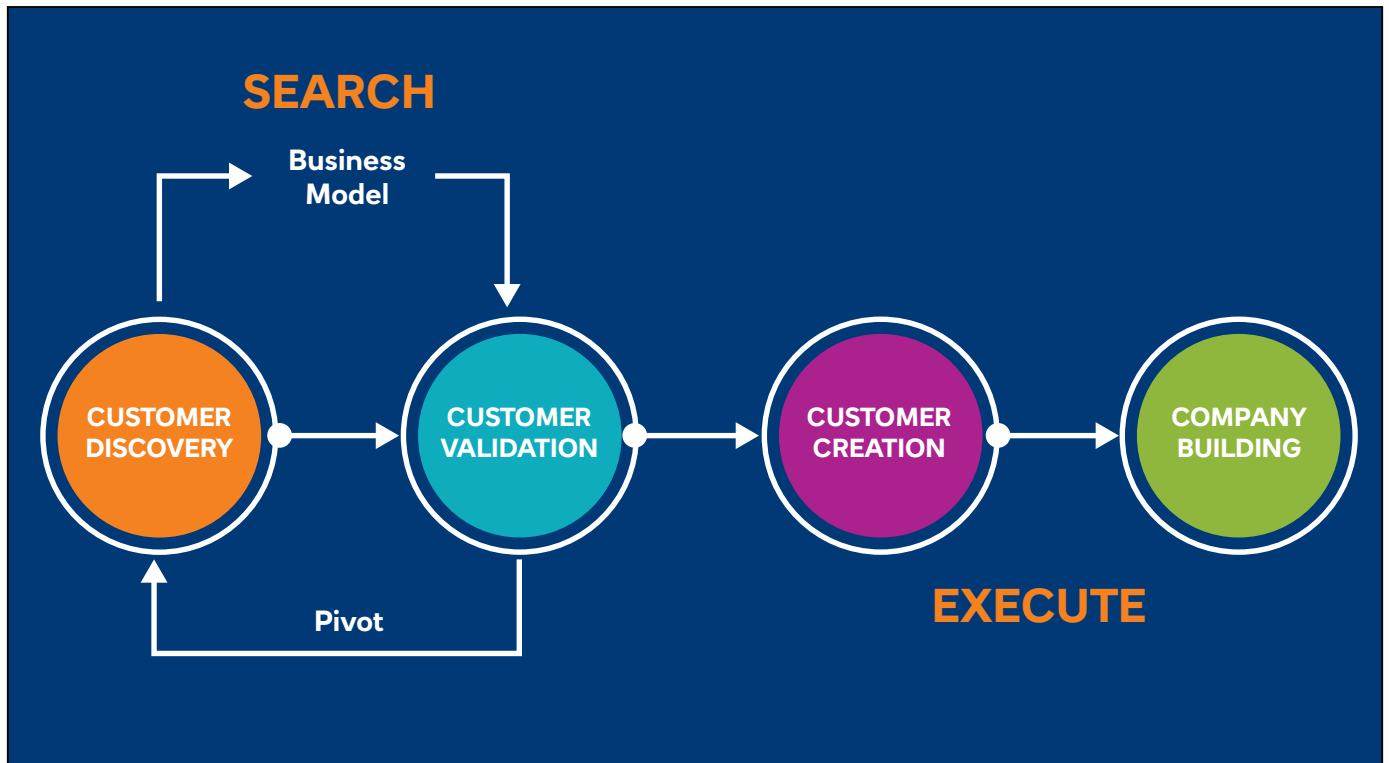 SEARCH
Business
Model
CUSTOMER
DISCOVERY
CUSTOMER
VALIDATION
CUSTOMER
CREATION
COMPANY
BUILDING
Pivot
EXECUTE